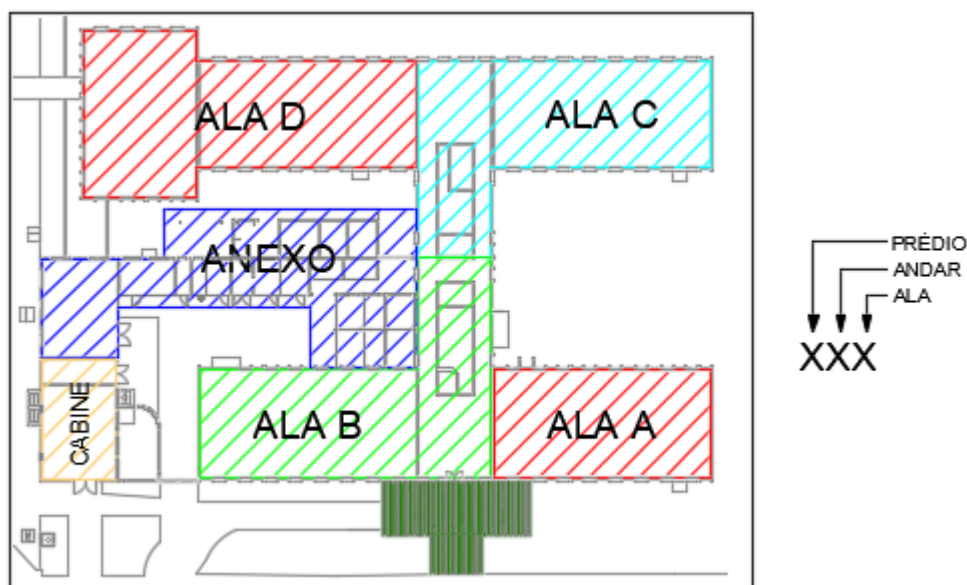 ALA D
ALA C
ANEXO
PRÉDIO
ANDAR
ALA
XXX
CABINE
ALA B
ALA A